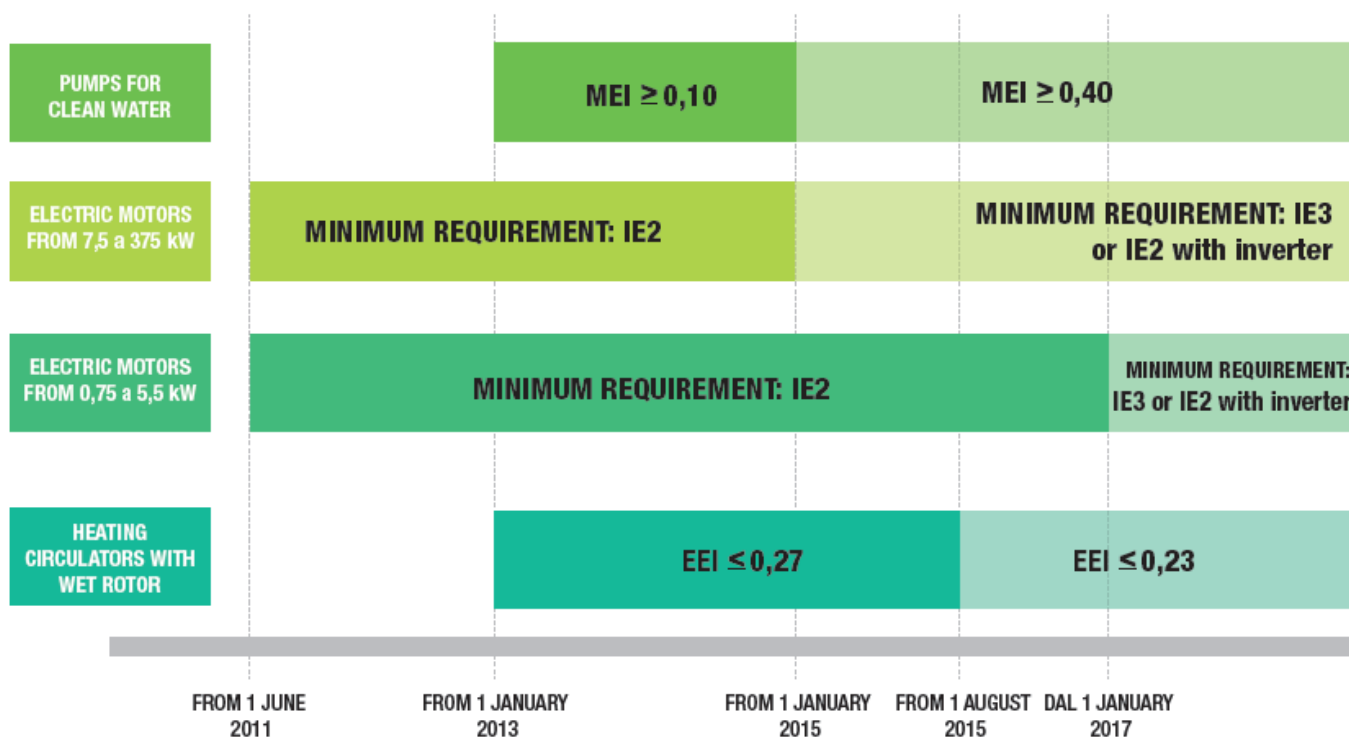 PUMPS FOR
CLEAN WATER
MEI ≥ 0,10
MEI ≥ 0,40
ELECTRIC MOTORS
FROM 7,5 a 375 kW
MINIMUM REQUIREMENT: IE2
MINIMUM REQUIREMENT: IE3
or IE2 with inverter
ELECTRIC MOTORS
FROM 0,75 a 5,5 kW
MINIMUM REQUIREMENT: IE2
MINIMUM REQUIREMENT:
IE3 or IE2 with inverter
HEATING
CIRCULATORS WITH
WET ROTOR
EEI ≤ 0,27
EEI ≤ 0,23
FROM 1 JUNE
2011
FROM 1 JANUARY
2013
FROM 1 JANUARY
2015
FROM 1 AUGUST
2015
DAL 1 JANUARY
2017